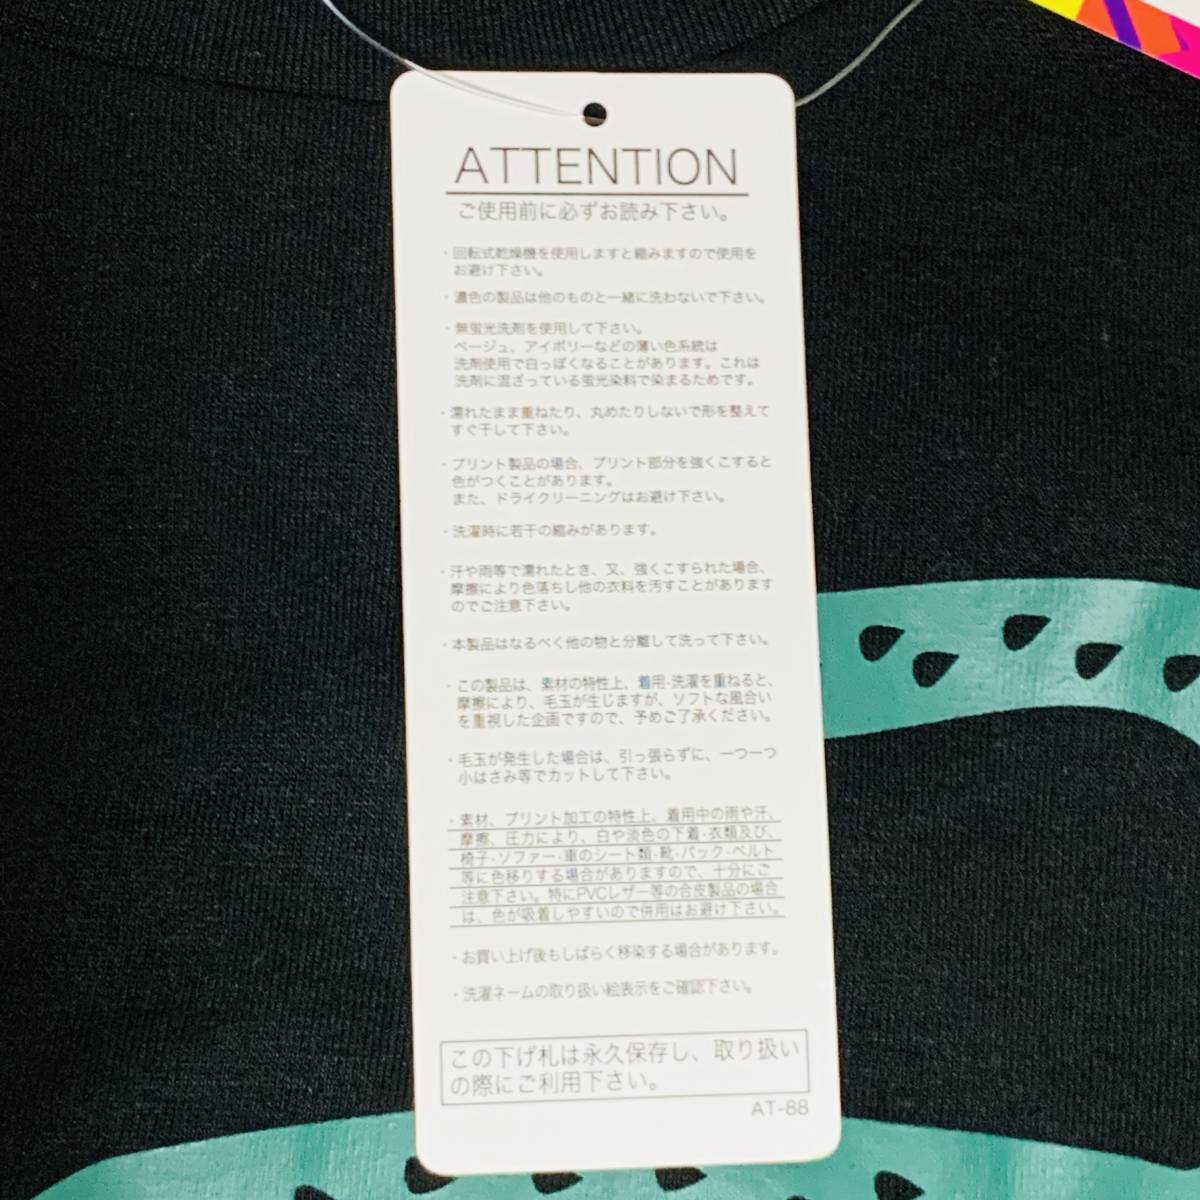 ATTENTION
ご使用前に必ずお読み下さい。
・回転式乾燥機を使用しますと縮みますので使用を
お避け下さい。
・濃色の製品は他のものと一緒に洗わないで下さい。
・無蛍光洗剤を使用して下さい。
ベージュ、アイボリーなどの薄い色系統は
洗剤使用で白っぽくなることがあります。これは
洗剤に混ざっている蛍光染料で染まるためです。
・濡れたまま重ねたり、丸めたりしないで形を整えて
すぐ干して下さい。
・プリント製品の場合、プリント部分を強くこすると
色がつくことがあります。
また、ドライクリーニングはお避け下さい。
・洗濯時に若干の縮みがあります。
・汗や雨等で濡れたとき、又、強くこすられた場合、
摩擦により色落ちし他の衣料を汚すことがあります
のでご注意下さい。
・本製品はなるべく他の物と分離して洗って下さい。
・この製品は、素材の特性上、着用・洗濯を重ねると、
摩擦により、毛玉が生じますが、ソフトな風合い
を重視した企画ですので、予めご了承ください。
・毛玉が発生した場合は、引っ張らずに、一つ一つ
小はさみ等でカットして下さい。
・素材、プリント加工の特性上、着用中の雨や汗、
摩擦、圧力により、白や淡色の下着・衣類及び、
椅子・ソファー・車のシート類・靴・バック・ベルト
等に色移りする場合がありますので、十分にご
注意下さい。特にPVCレザー等の合皮製品の場合
は、色が吸着しやすいので併用はお避け下さい。
・お買い上げ後もしばらく移染する場合があります。
・洗濯ネームの取り扱い絵表示をご確認下さい。
この下げ札は永久保存し、取り扱い
の際にご利用下さい。
AT-88